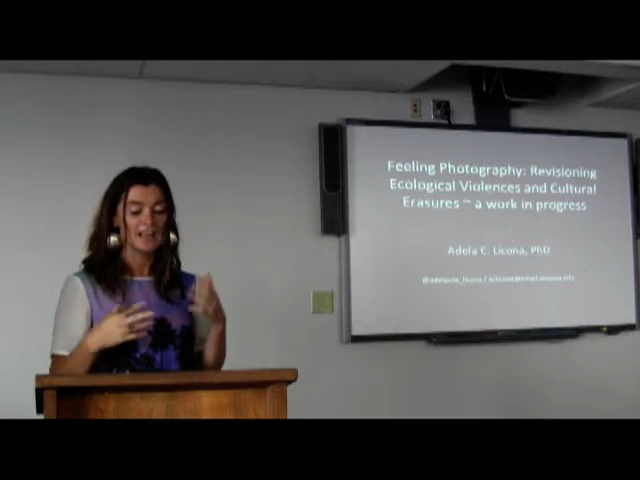 Feeling Photography: Revisioning
Ecological Violences and Cultural
Erasures ~ a work in progress
Adela C. Licona, PhD